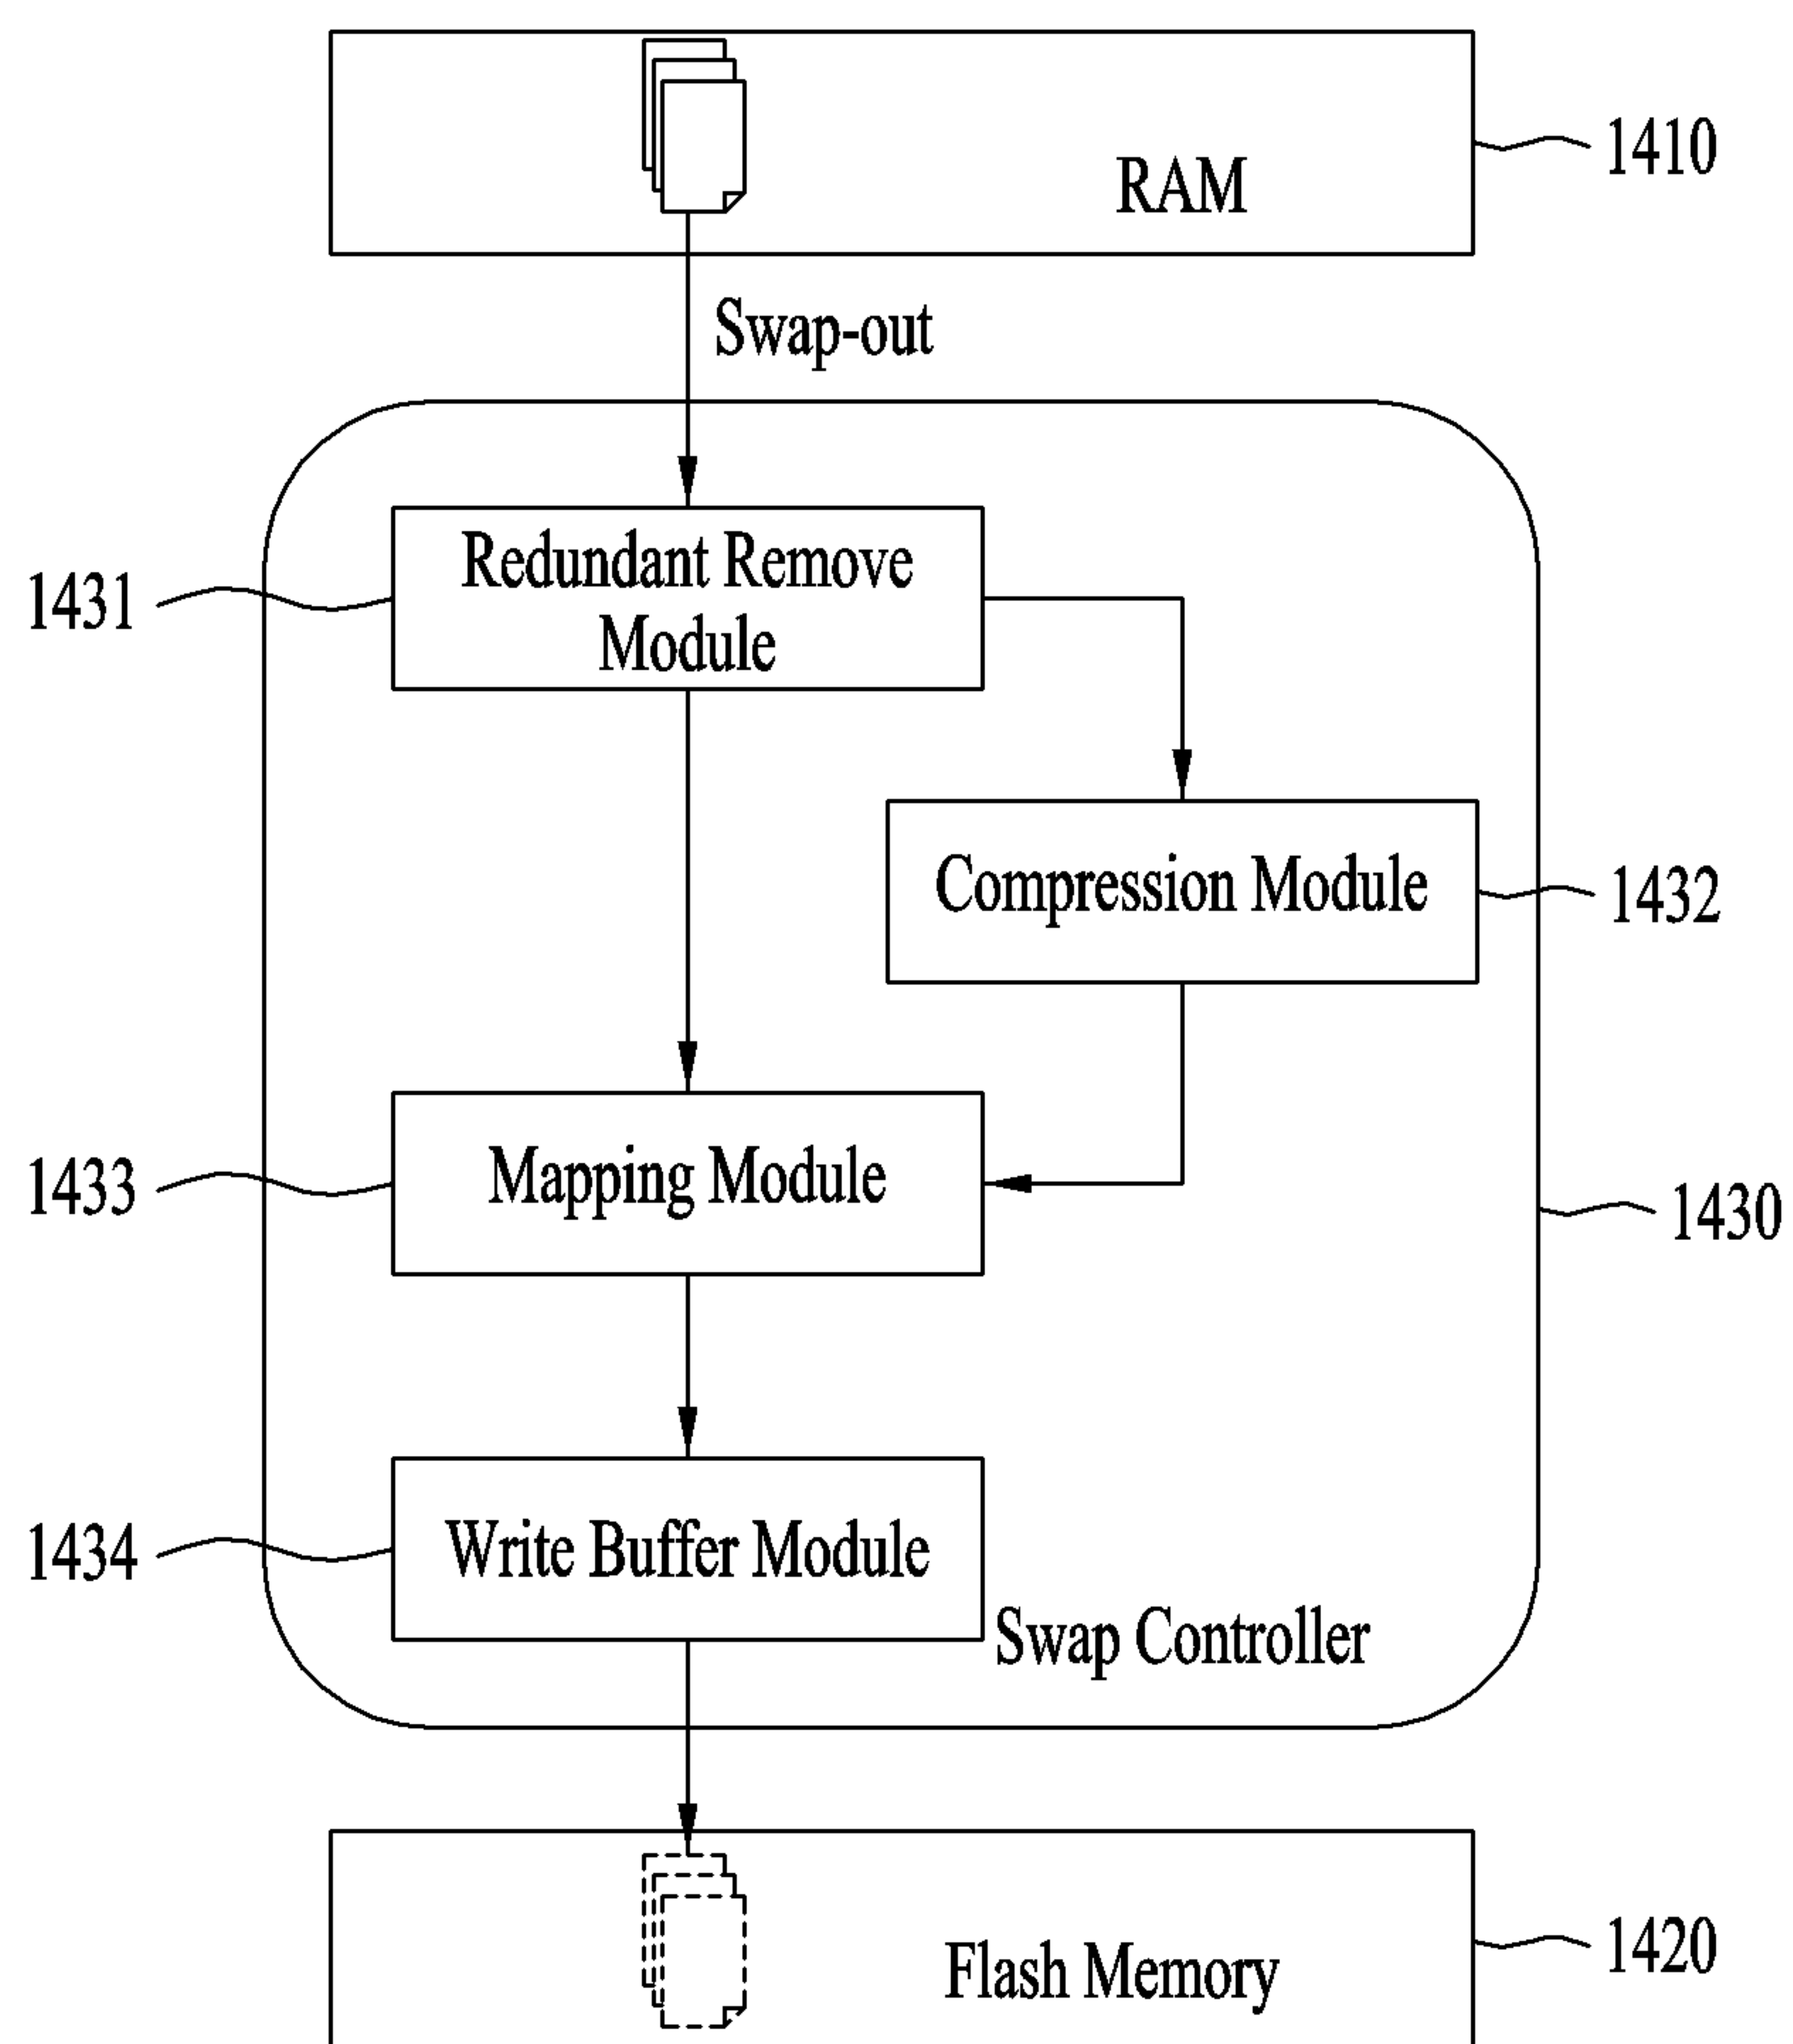 1410
RAM
Swap-out
Redundant Remove
Module
1431
Compression Module
1432
Mapping Module
1433
1430
Write Buffer Module
1434
Swap Controller
Flash Memory
1420